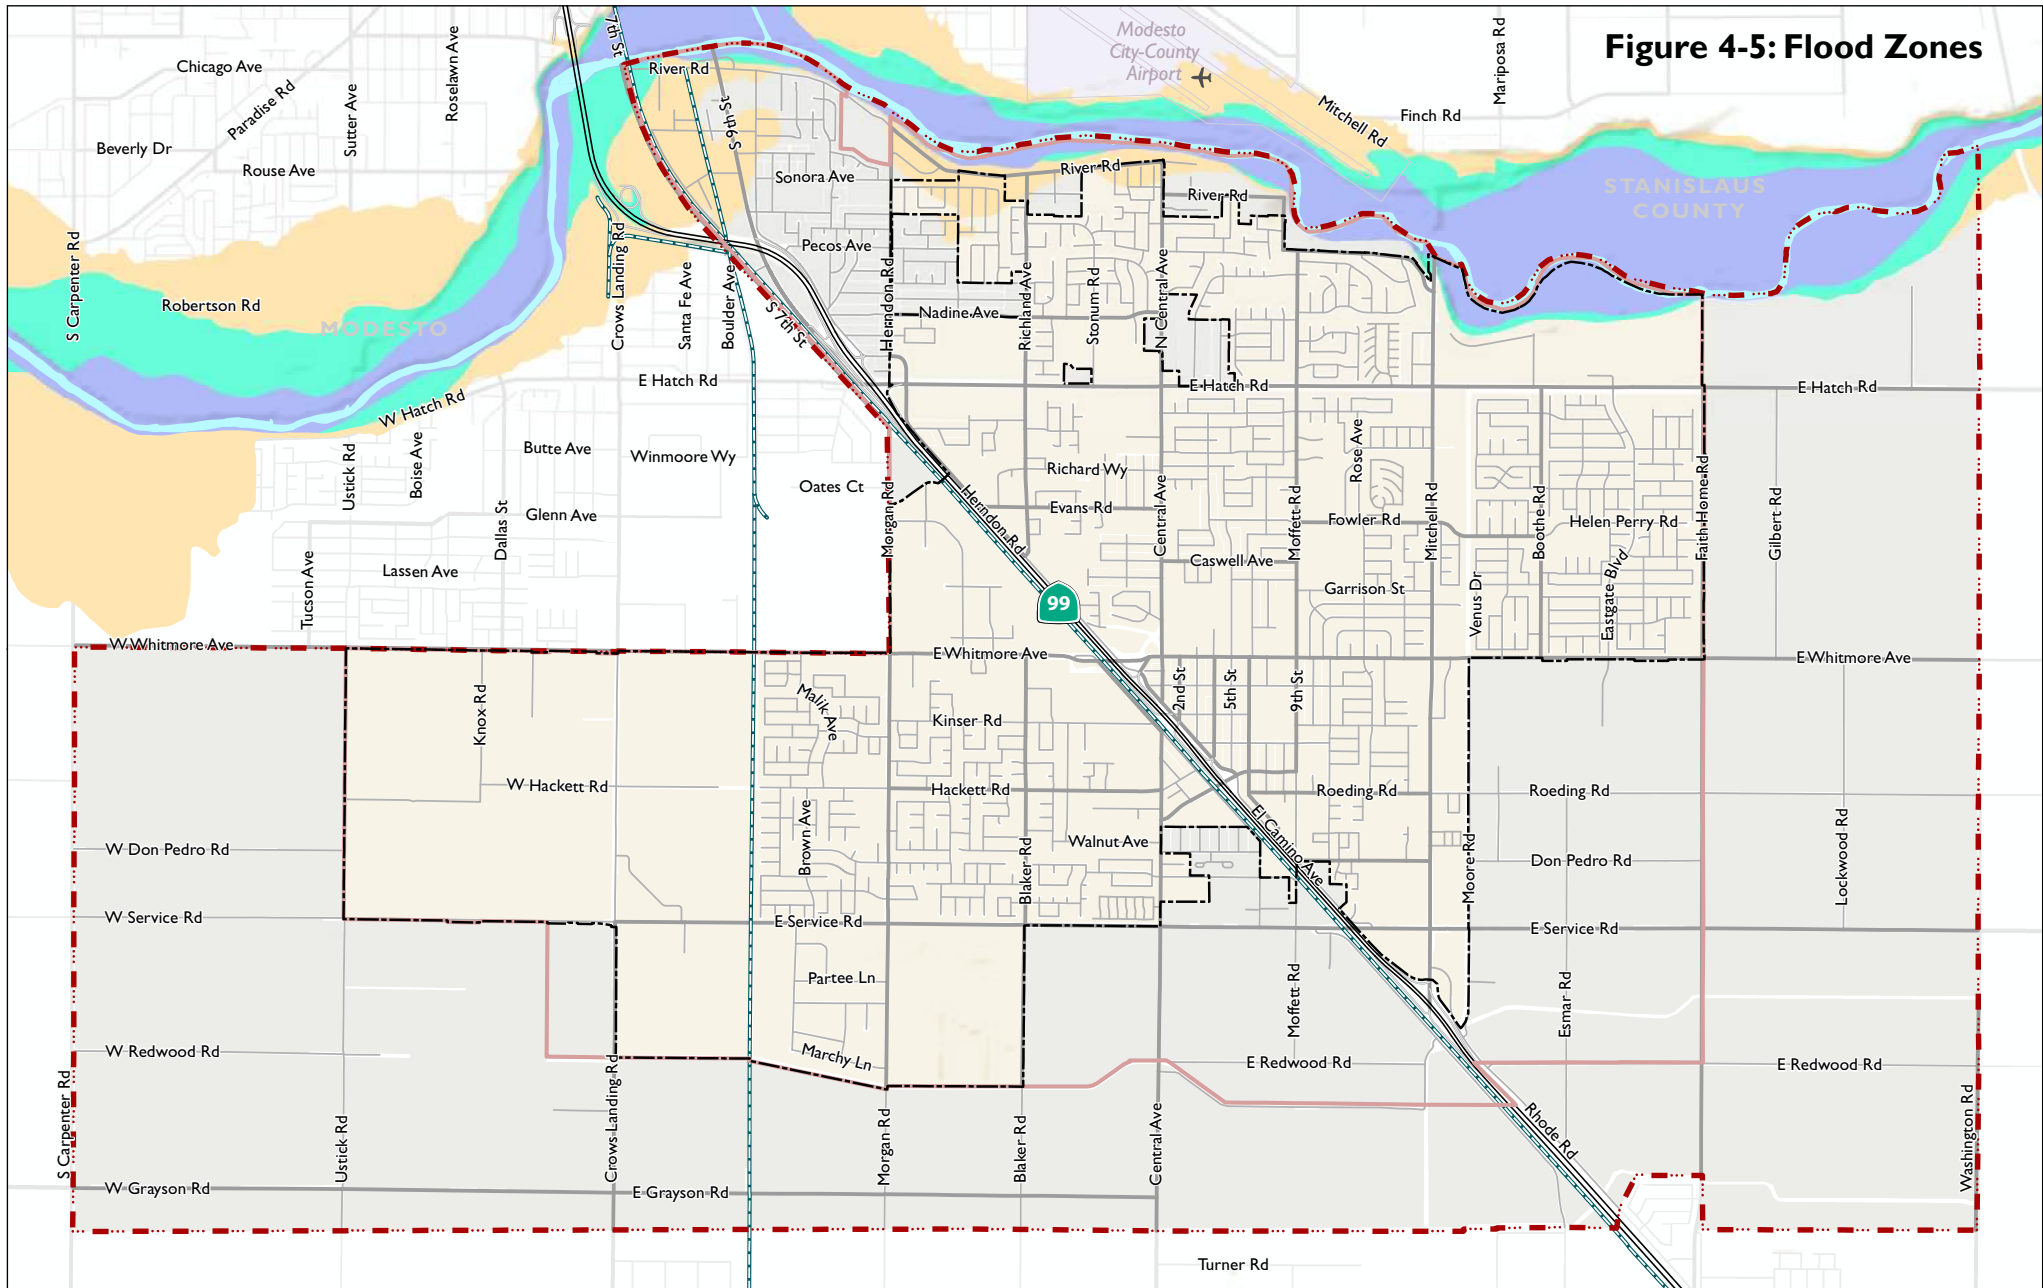 Figure 4-5: Flood Zones
Modesto
City-County
Airport
7th St
River Rd
S 9th St
Chicago Ave
Paradise Rd
Sutter Ave
Roselawn Ave
Beverly Dr
Rouse Ave
Mariposa Rd
Mitchell Rd
Finch Rd
STANISLAUS
COUNTY
Sonora Ave
River Rd
River Rd
Pecos Ave
S Carpenter Rd
Robertson Rd
MODESTO
Crows Landing Rd
Santa Fe Ave
Boulder Ave
S 7th St
Herndon Rd
Nadine Ave
Richland Ave
Stonum Rd
N Central Ave
E Hatch Rd
W Hatch Rd
E Hatch Rd
E Hatch Rd
Ustick Rd
Boise Ave
Butte Ave
Winmoore Wy
Oates Ct
Dallas St
Glenn Ave
Morgan Rd
Herndon Rd
Richard Wy
Evans Rd
Central Ave
Rose Ave
Moffett Rd
Fowler Rd
Mitchell Rd
Boothe Rd
Helen Perry Rd
Faith Home Rd
Gilbert Rd
Tucson Ave
Lassen Ave
Caswell Ave
Garrison St
Venus Dr
Eastgate Blvd
99
W Whitmore Ave
E Whitmore Ave
E Whitmore Ave
Knox Rd
Malik Ave
Kinser Rd
2nd St
5th St
9th St
W Hackett Rd
Hackett Rd
Roeding Rd
Roeding Rd
Brown Ave
Walnut Ave
El Camino Ave
W Don Pedro Rd
Blaker Rd
Moore Rd
Don Pedro Rd
Lockwood Rd
W Service Rd
E Service Rd
E Service Rd
Partee Ln
Moffett Rd
Esmar Rd
W Redwood Rd
Marchy Ln
E Redwood Rd
E Redwood Rd
S Carpenter Rd
Ustick Rd
Crows Landing Rd
Morgan Rd
Blaker Rd
Central Ave
Rhode Rd
Washington Rd
W Grayson Rd
E Grayson Rd
Turner Rd